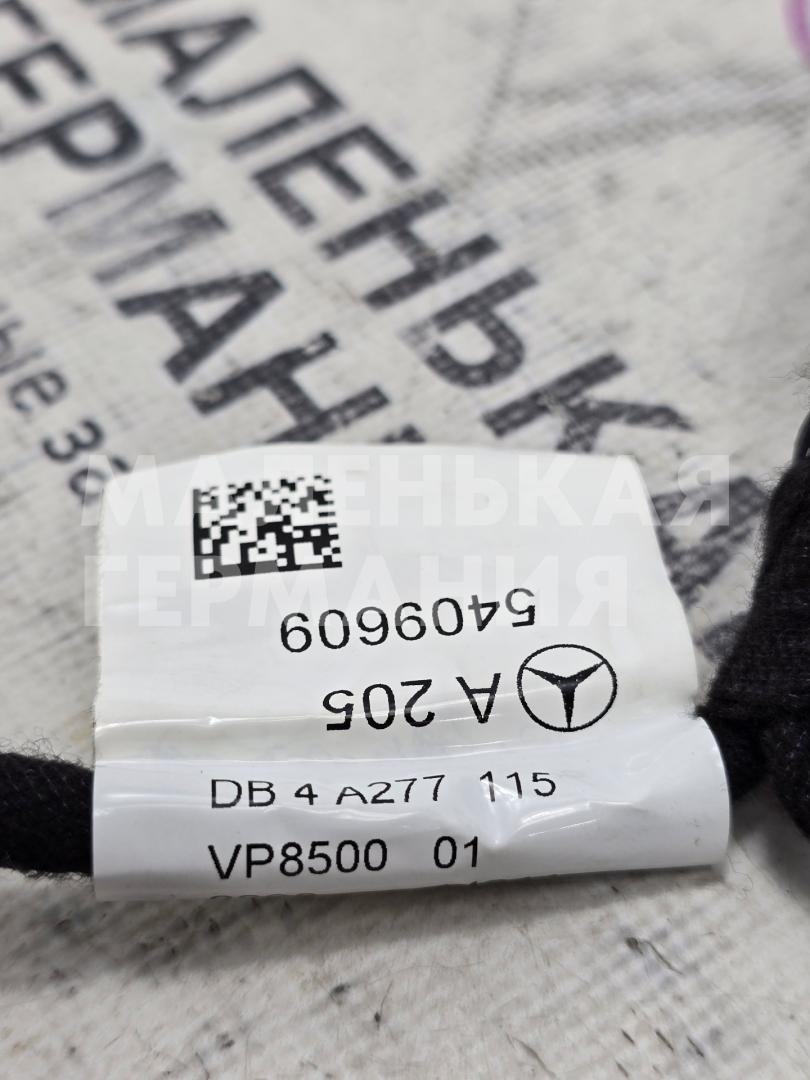 МАЛЕНЬКАЯ
ГЕРМАНИЯ
МАЛЕНЬКАЯ
ГЕРМАНИЯ
A 205
5409609
DB 4 A277 115
VP8500 01